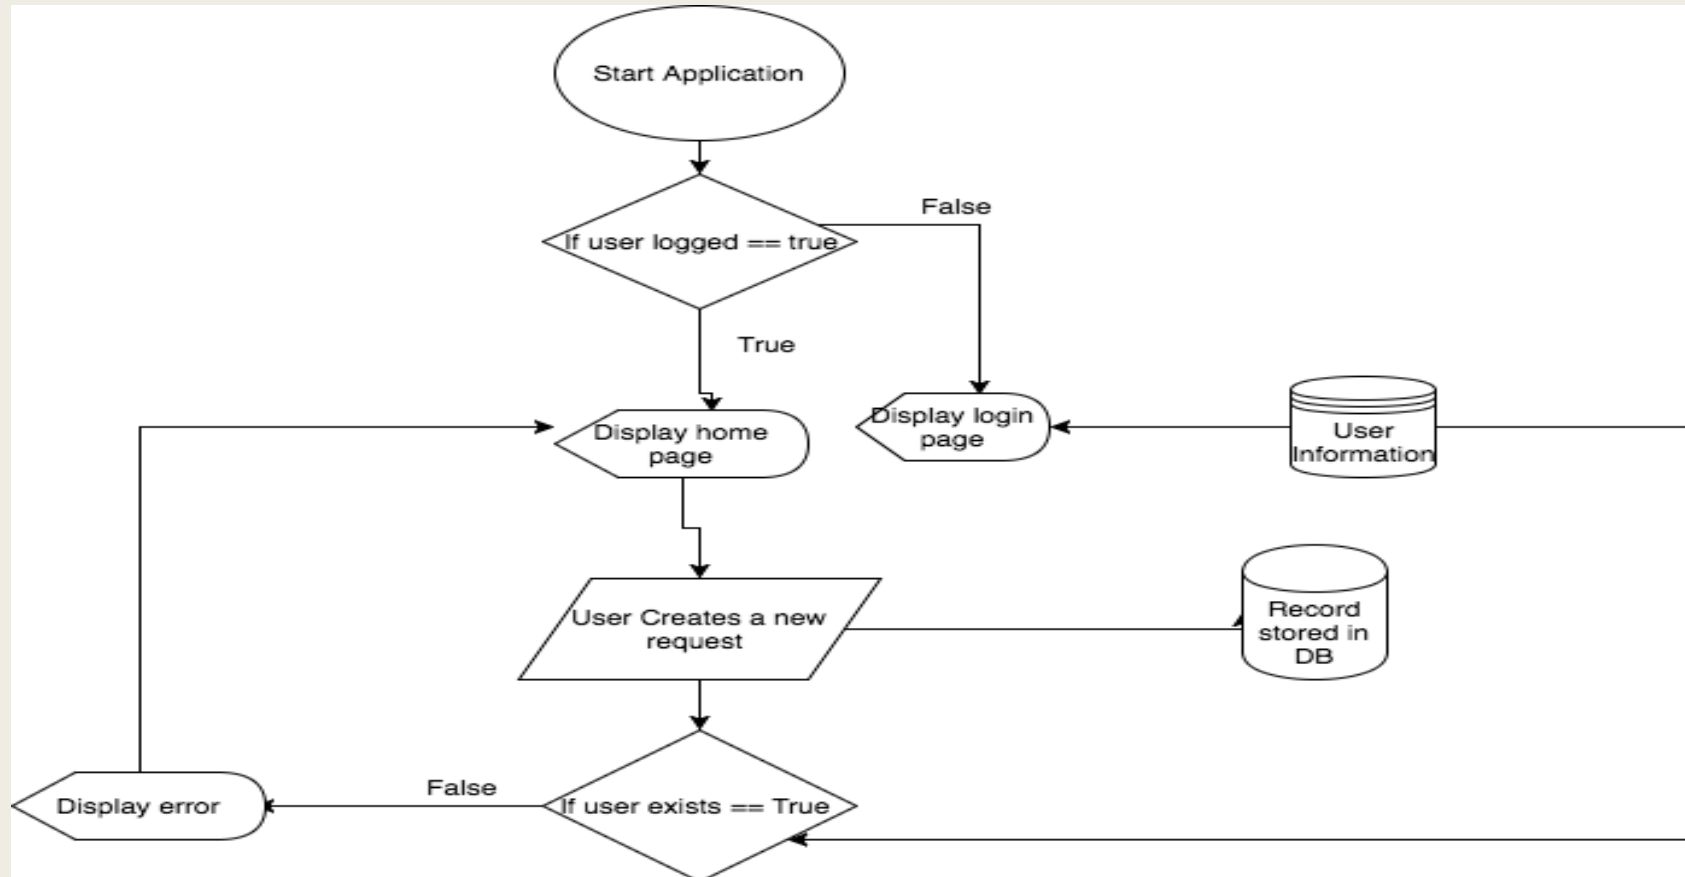 Start Application
False
If user logged == true
True
Display home
page
Display login
page
User
Information
User Creates a new
request
Record
stored in
DB
False
Display error
If user exists == True